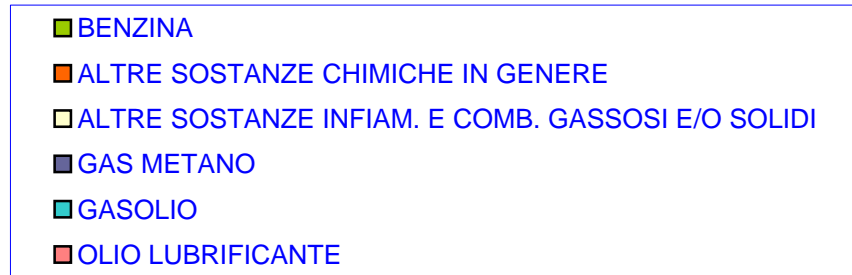 BENZINA
ALTRE SOSTANZE CHIMICHE IN GENERE
ALTRE SOSTANZE INFIAM. E COMB. GASSOSI E/O SOLIDI
GAS METANO
GASOLIO
OLIO LUBRIFICANTE